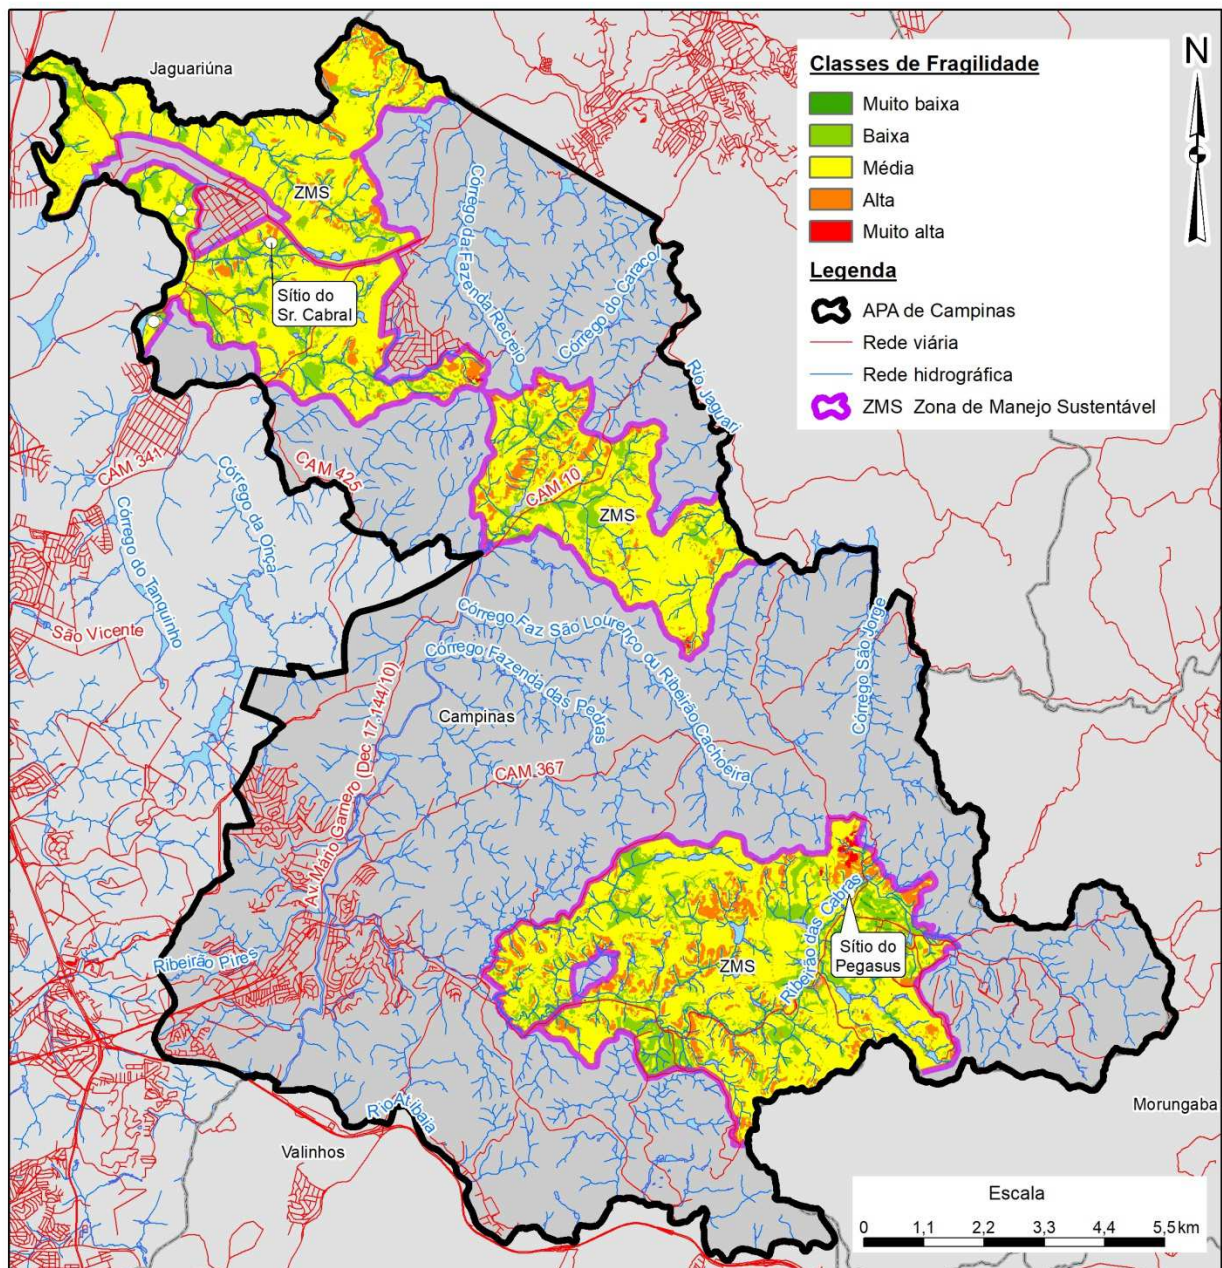 Jaguariúna
Classes de Fragilidade
Muito baixa
Baixa
Média
Alta
Muito alta
Legenda
APA de Campinas
Rede viária
Rede hidrográfica
ZMS Zona de Manejo Sustentável
N
ZMS
Sítio do
Sr. Cabral
Córrego da Fazenda Recreio
Córrego do Caracol
Rio Jaguari
CAM 341
CAM 425
CAM 10
ZMS
Córrego da Onça
Córrego do Tanquinho
São Vicente
Córrego Faz São Lourenço ou Ribeirão Cachoeira
Córrego Fazenda das Pedras
Córrego São Jorge
Campinas
Av. Mário Garnero (Dec 17.144/10)
CAM 367
Ribeirão das Cabras
Sítio do
Pegasus
ZMS
Ribeirão Pires
Rio Atibaia
Valinhos
Morungaba
Escala
0 1,1 2,2 3,3 4,4 5,5 km